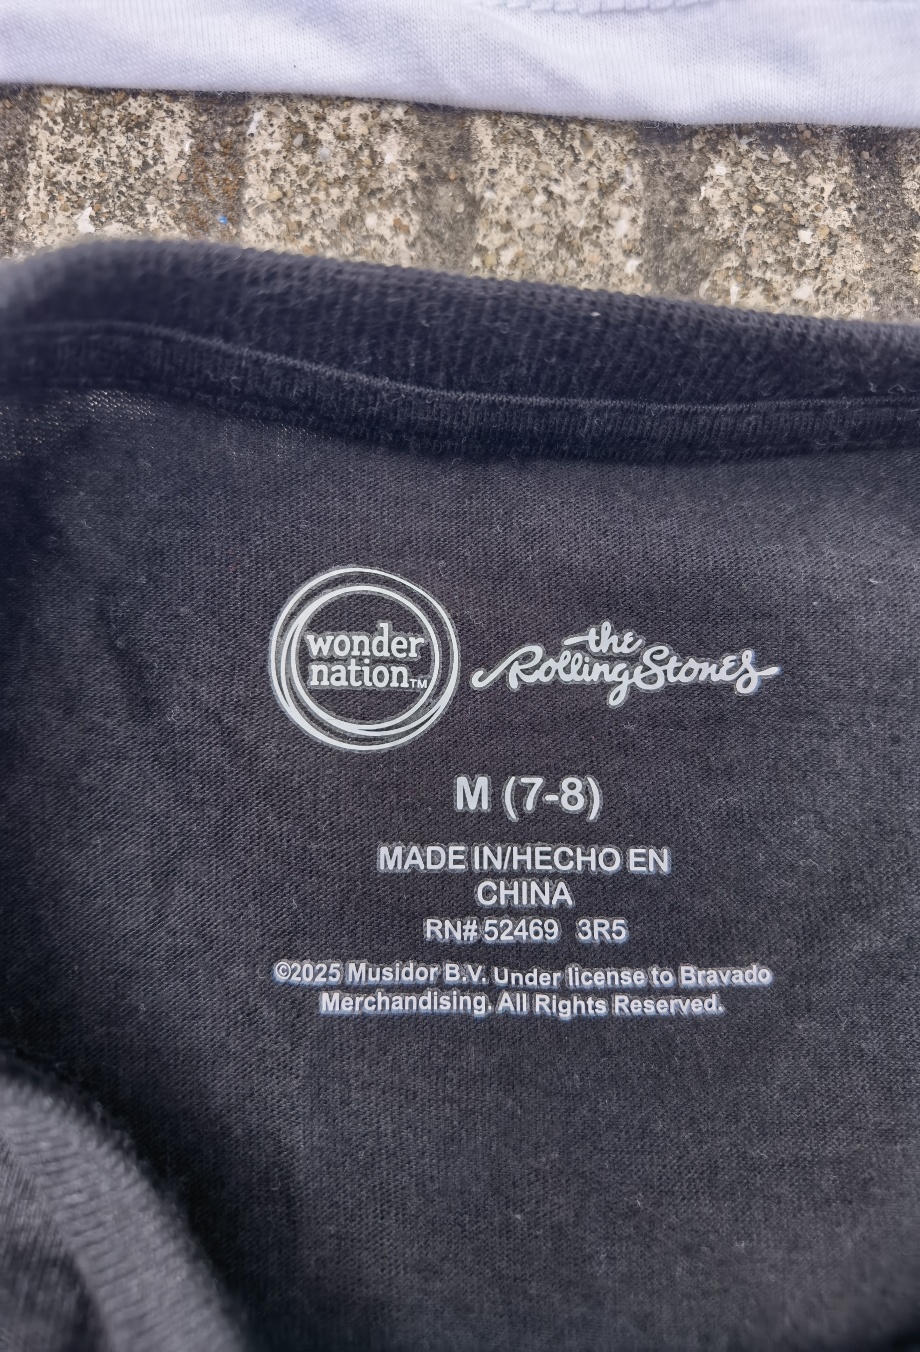 wonder
nation™
the
Rolling Stones
M (7-8)
MADE IN/HECHO EN
CHINA
RN# 52469 3R5
©2025 Musidor B.V. Under license to Bravado
Merchandising. All Rights Reserved.